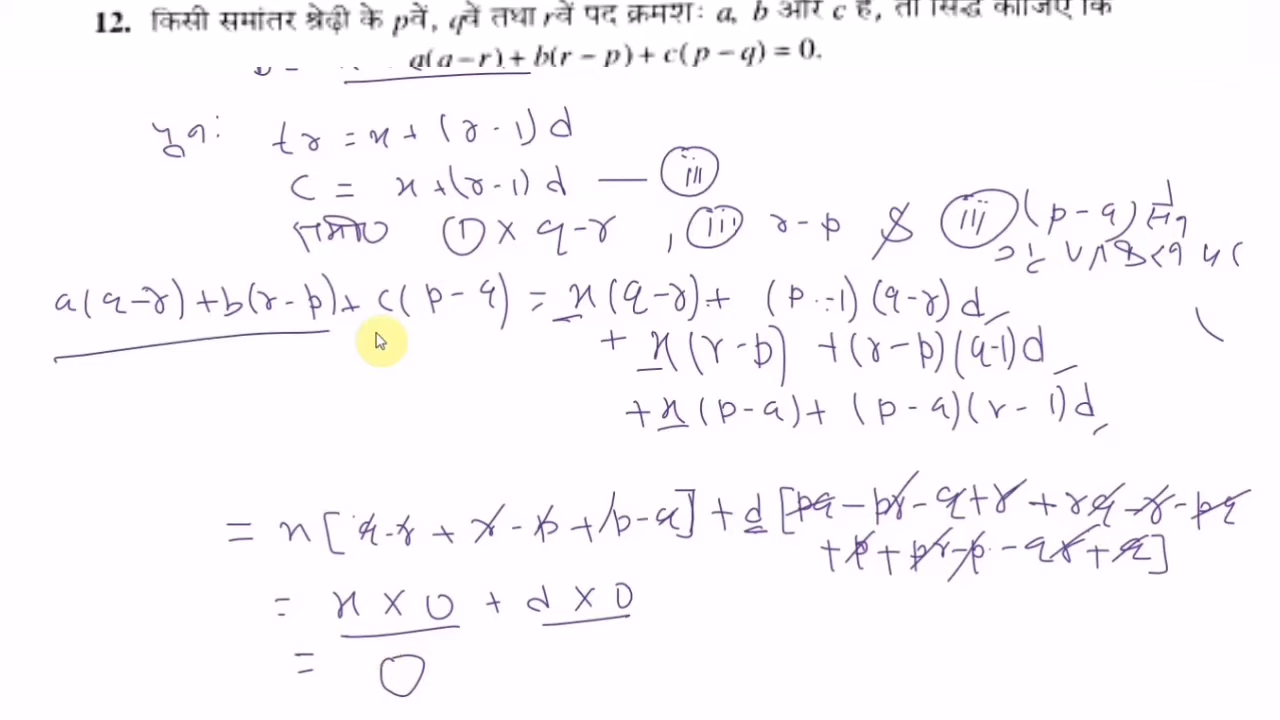 12. किसी समांतर श्रेढ़ी के pवें, qवें तथा rवें पद क्रमशः a, b और c हैं, तो सिद्ध कीजिए कि
a(q – r) + b(r – p) + c(p – q) = 0.
पुनः tr = x + (r - 1) d
c = x + (r - 1) d — (iii)
(i) × q-r , (iii) r-p $ (iii) (p-q)
a(q-r) + b(r-p) + c(p-q) = x(q-r) + (p-1)(q-r)d
+ x(r-p) + (r-p)(q-1)d
+ x(p-q) + (p-q)(r-1)d
= x[q-r + r-p + p-q] + d[pq - pr - q + r + rq - r - pq
+ p + pr - p - qr + q]
= x × 0 + d × 0
= 0